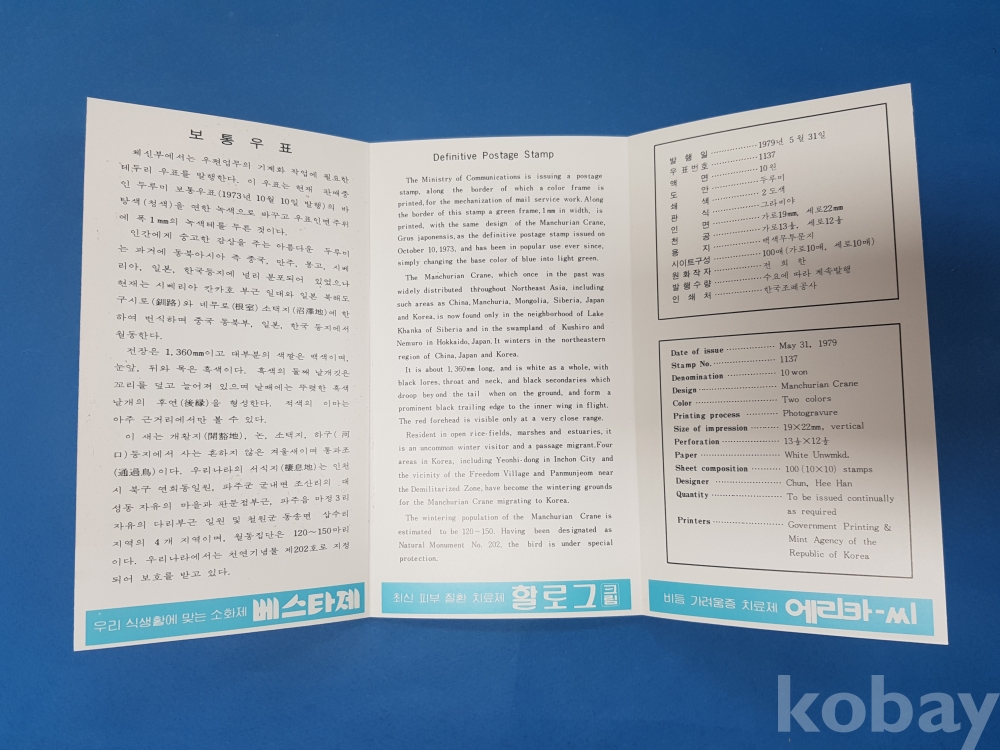 보통우표
체신부에서는 우편업무의 기계화 작업에 필요한
테두리 우표를 발행한다. 이 우표는 현재 판매중
인 두루미 보통우표(1973년 10월 10일 발행)의 바
탕색(청색)을 연한 녹색으로 바꾸고 우표인면주위
에 폭 1㎜의 녹색테를 두른 것이다.
인간에게 숭고한 감상을 주는 아름다운 두루미
는 과거에 동북아시아 즉 중국, 만주, 몽고, 시베
리아, 일본, 한국등지에 널리 분포되어 있었으나
현재는 시베리아 칸카호 부근 일대와 일본 북해도
구시로(釧路)와 네무로(根室) 소택지(沼澤地)에 한
하여 번식하며 중국 동북부, 일본, 한국 등지에서
월동한다.
전장은 1,360㎜이고 대부분의 색깔은 백색이며,
눈앞, 뒤와 목은 흑색이다. 흑색의 둘째 날개깃은
꼬리를 덮고 늘어져 있으며 날때에는 뚜렷한 흑색
날개의 후연(後緣)을 형성한다. 적색의 이마는
아주 근거리에서만 볼 수 있다.
이 새는 개활지(開豁地), 논, 소택지, 하구(河
口)등지에서 사는 흔하지 않은 겨울새이며 통과조
(通過鳥)이다. 우리나라의 서식지(棲息地)는 인천
시 북구 연희동일원, 파주군 군내면 조산리의 대
성동 자유의 마을과 판문점부근, 파주읍 마정 3리
자유의 다리부근 일원 및 철원군 동송면 삼수리
지역의 4개 지역이며, 월동집단은 120~150마리
이다. 우리나라에서는 천연기념물 제202호로 지정
되어 보호를 받고 있다.
우리 식생활에 맞는 소화제 베스타제
Definitive Postage Stamp
The Ministry of Communications is issuing a postage
stamp, along the border of which a color frame is
printed, for the mechanization of mail service work. Along
the border of this stamp a green frame, 1㎜ in width, is
printed, with the same design of the Manchurian Crane,
Grus japonensis, as the definitive postage stamp issued on
October 10, 1973, and has been in popular use ever since,
simply changing the base color of blue into light green.
The Manchurian Crane, which once in the past was
widely distributed throughout Northeast Asia, including
such areas as China, Manchuria, Mongolia, Siberia, Japan
and Korea, is now found only in the neighborhood of Lake
Khanka of Siberia and in the swampland of Kushiro and
Nemuro in Hokkaido, Japan. It winters in the northeastern
region of China, Japan and Korea.
It is about 1,360㎜ long, and is white as a whole, with
black lores, throat and neck, and black secondaries which
droop beyond the tail when on the ground, and form a
prominent black trailing edge to the inner wing in flight.
The red forehead is visible only at a very close range.
Resident in open rice-fields, marshes and estuaries, it
is an uncommon winter visitor and a passage migrant. Four
areas in Korea, including Yeonhi-dong in Inchon City and
the vicinity of the Freedom Village and Panmunjeom near
the Demilitarized Zone, have become the wintering grounds
for the Manchurian Crane migrating to Korea.
The wintering population of the Manchurian Crane is
estimated to be 120-150. Having been designated as
Natural Monument No. 202, the bird is under special
protection.
최신 피부 질환 치료제 활로그 크림
발행일 1979년 5월 31일
우표번호 1137
액면 10원
도안 두루미
쇄색 2도색
판식 그라비아
인면 가로19㎜, 세로22㎜
천공 가로13½, 세로12½
용지 백색무투문지
시이트구성 100매(가로10매, 세로10매)
원화작자 전희한
발행수량 수요에 따라 계속발행
인쇄처 한국조폐공사
Date of issue May 31, 1979
Stamp No. 1137
Denomination 10 won
Design Manchurian Crane
Color Two colors
Printing process Photogravure
Size of impression 19×22㎜, vertical
Perforation 13½×12½
Paper White Unwmkd.
Sheet composition 100 (10×10) stamps
Designer Chun, Hee Han
Quantity To be issued continually
as required
Printers Government Printing &
Mint Agency of the
Republic of Korea
비듬 가려움증 치료제 에리카-씨
kobay